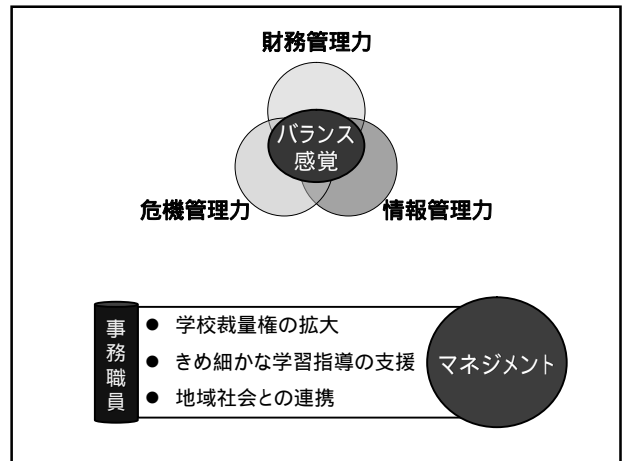 財務管理力
バランス
感覚
危機管理力
情報管理力
事務職員
● 学校裁量権の拡大
● きめ細かな学習指導の支援
● 地域社会との連携
マネジメント